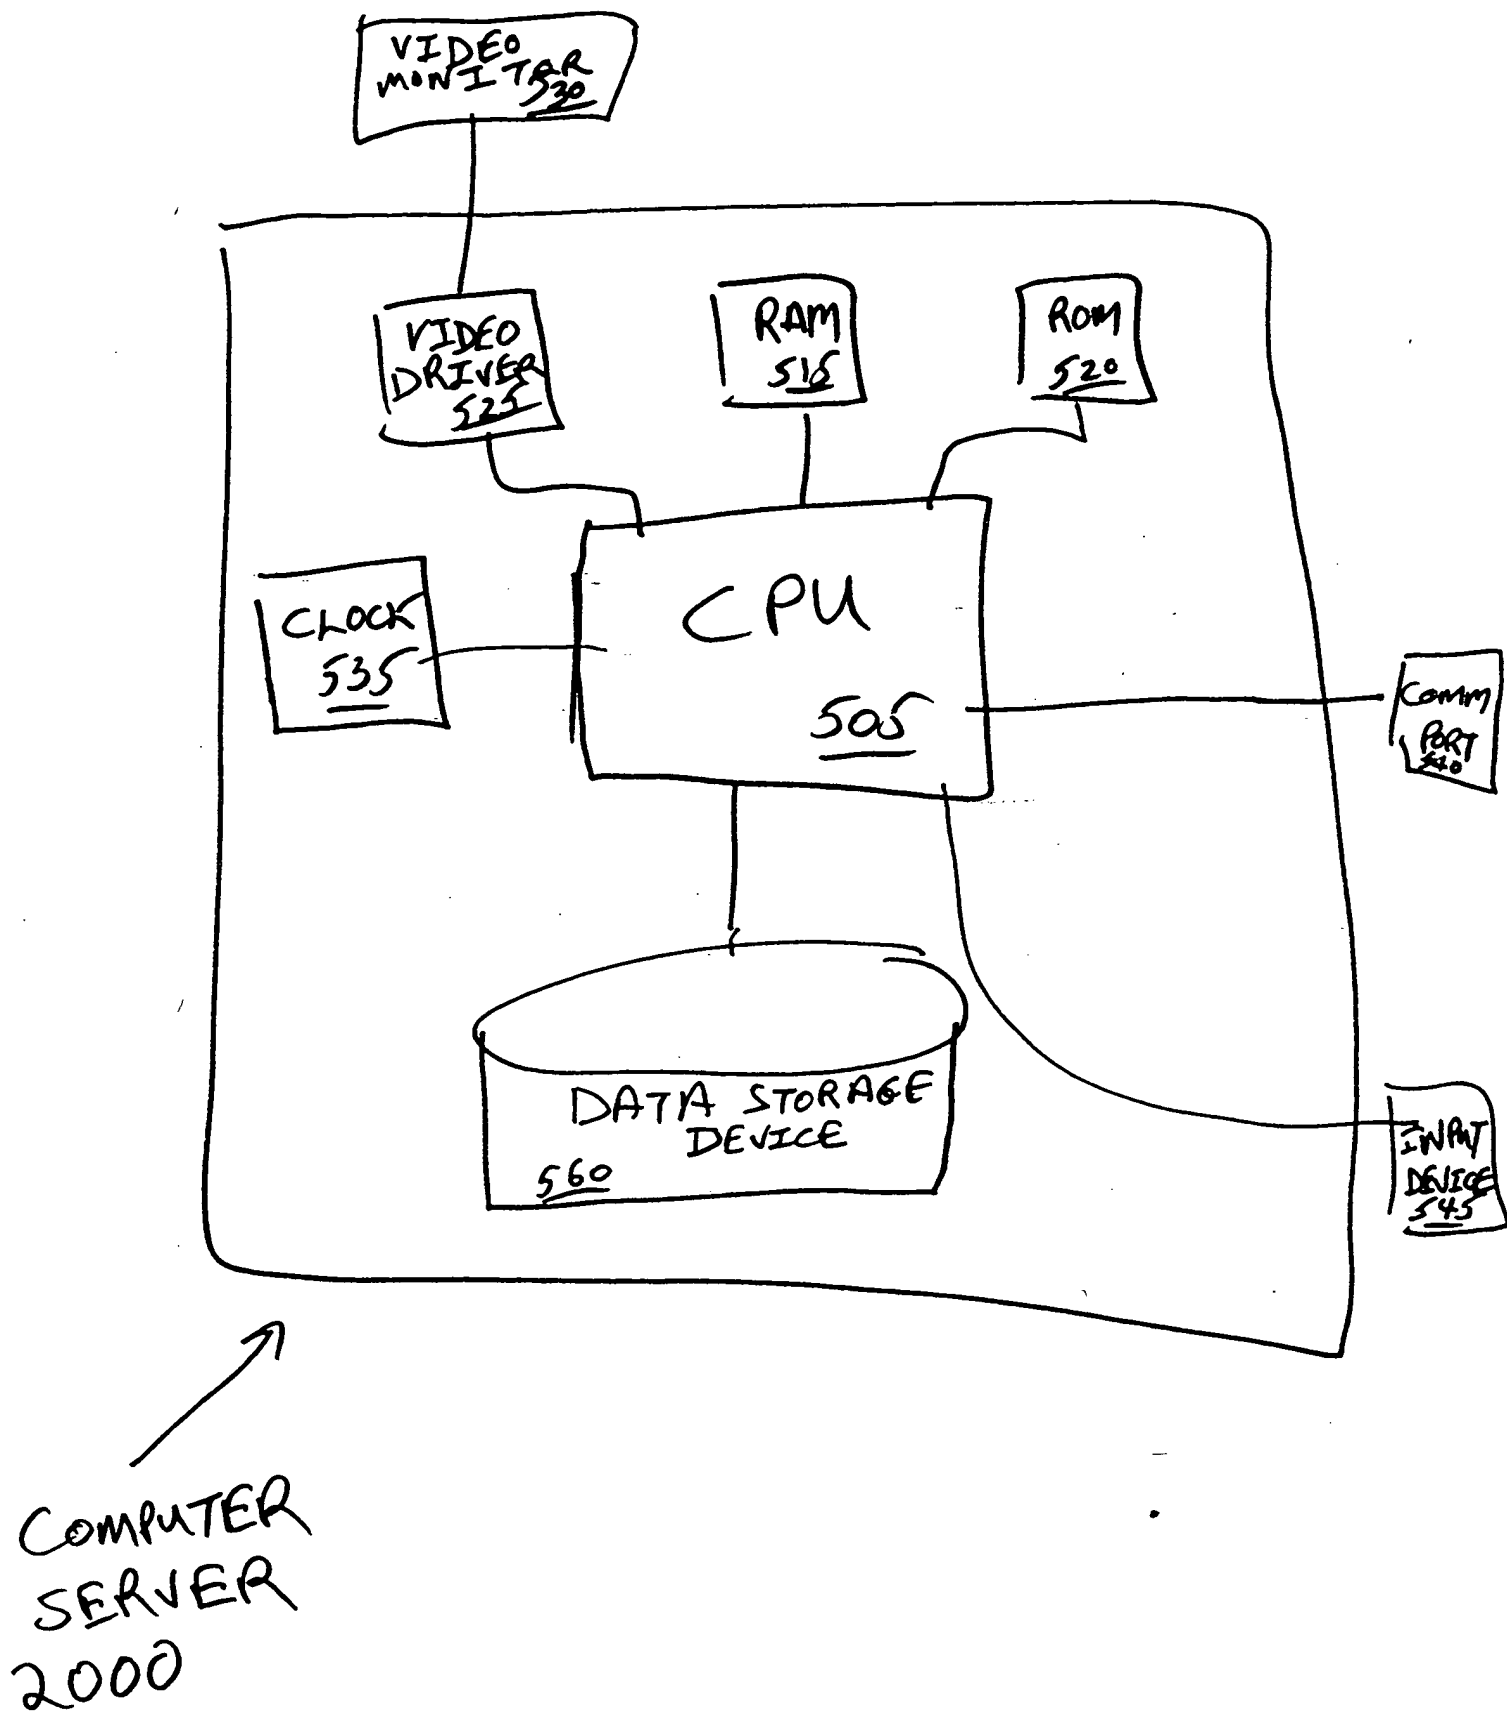 VIDEO
MONITOR
530
VIDEO
DRIVER
525
RAM
515
ROM
520
CLOCK
535
CPU
505
COMM
PORT
540
DATA STORAGE
DEVICE
560
INPUT
DEVICE
545
COMPUTER
SERVER
2000